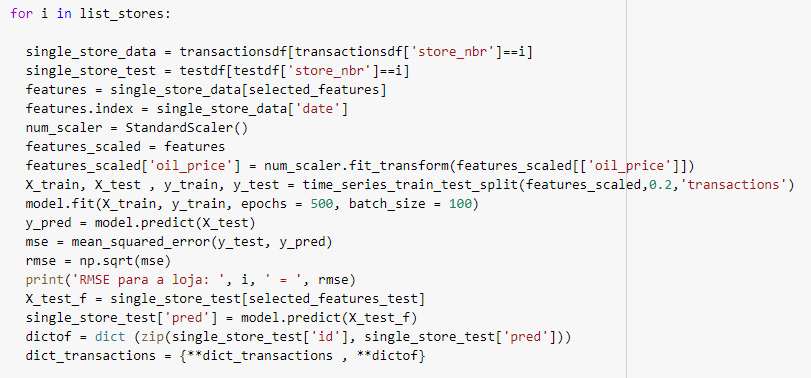 for i in list_stores:
single_store_data = transactionsdf[transactionsdf['store_nbr']==i]
single_store_test = testdf[testdf['store_nbr']==i]
features = single_store_data[selected_features]
features.index = single_store_data['date']
num_scaler = StandardScaler()
features_scaled = features
features_scaled['oil_price'] = num_scaler.fit_transform(features_scaled[['oil_price']])
X_train, X_test , y_train, y_test = time_series_train_test_split(features_scaled,0.2,'transactions')
model.fit(X_train, y_train, epochs = 500, batch_size = 100)
y_pred = model.predict(X_test)
mse = mean_squared_error(y_test, y_pred)
rmse = np.sqrt(mse)
print('RMSE para a loja: ', i, ' = ', rmse)
X_test_f = single_store_test[selected_features_test]
single_store_test['pred'] = model.predict(X_test_f)
dictof = dict (zip(single_store_test['id'], single_store_test['pred']))
dict_transactions = {**dict_transactions , **dictof}